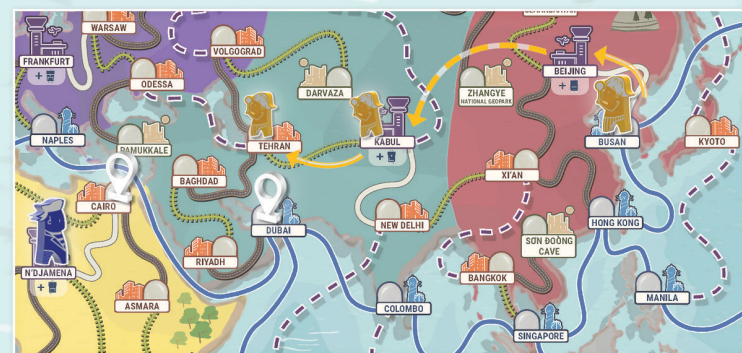 WARSAW
FRANKFURT
+
VOLGOGRAD
ODESSA
DARVAZA
ZHANGYE
NATIONAL GEOPARK
BEIJING
+
NAPLES
PAMUKKALE
TEHRAN
KABUL
+
BUSAN
KYOTO
BAGHDAD
XI'AN
CAIRO
DUBAI
NEW DELHI
HONG KONG
SƠN ĐOÒNG
CAVE
N'DJAMENA
+
RIYADH
BANGKOK
ASMARA
COLOMBO
MANILA
SINGAPORE